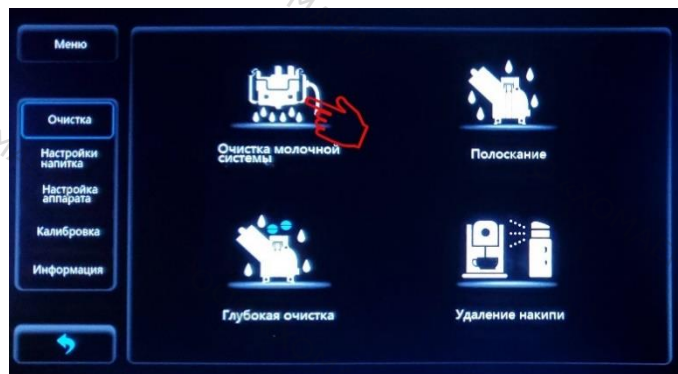 Меню
Очистка
Настройки
напитка
Настройка
аппарата
Калибровка
Информация
Очистка молочной
системы
Полоскание
Глубокая очистка
Удаление накипи